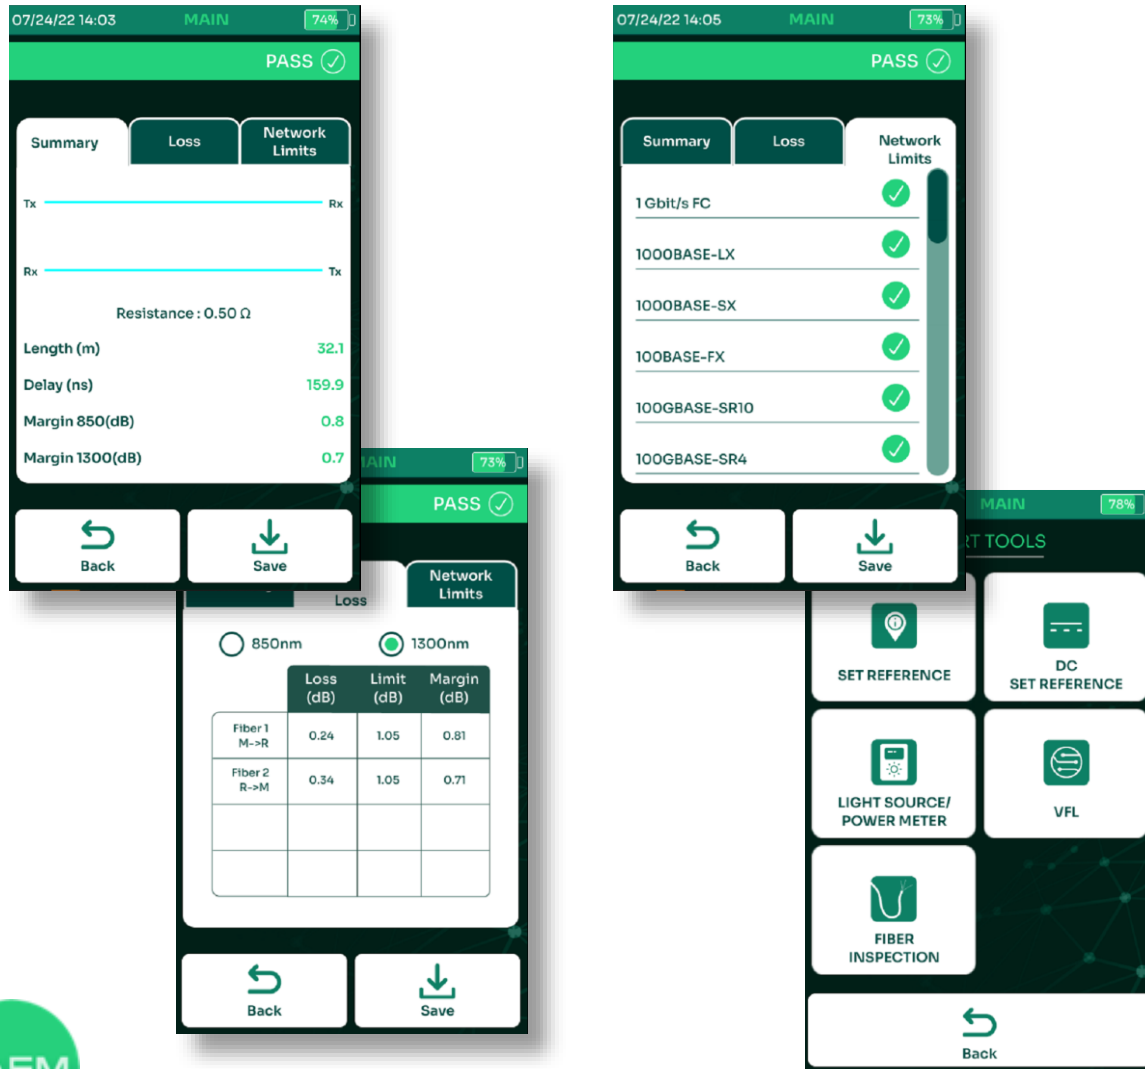 07/24/22 14:03 MAIN 74%
PASS
Summary Loss Network
Limits
Tx Rx
Rx Tx
Resistance : 0.50 Ω
Length (m) 32.1
Delay (ns) 159.9
Margin 850(dB) 0.8
Margin 1300(dB) 0.7
Back Save
73%
PASS
Loss
Network
Limits
850nm 1300nm
Loss
(dB)
Limit
(dB)
Margin
(dB)
Fiber 1
M->R
0.24 1.05 0.81
Fiber 2
R->M
0.34 1.05 0.71
Back Save
07/24/22 14:05 MAIN 73%
PASS
Summary Loss Network
Limits
1 Gbit/s FC
1000BASE-LX
1000BASE-SX
100BASE-FX
100GBASE-SR10
100GBASE-SR4
Back Save
MAIN 78%
TOOLS
SET REFERENCE
DC
SET REFERENCE
LIGHT SOURCE/
POWER METER
VFL
FIBER
INSPECTION
Back